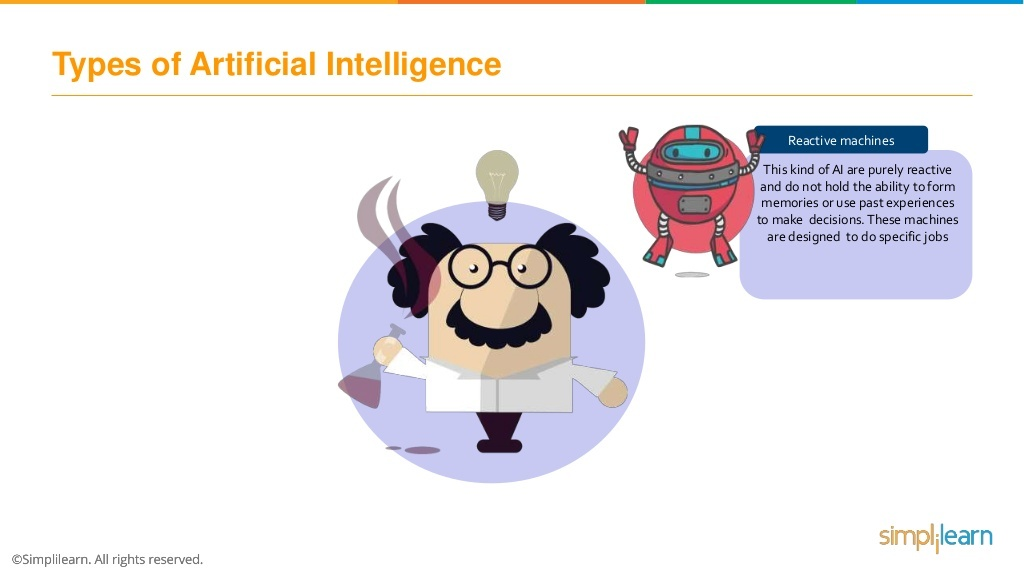 Types of Artificial Intelligence
Reactive machines
This kind of AI are purely reactive
and do not hold the ability to form
memories or use past experiences
to make decisions. These machines
are designed to do specific jobs
simplilearn
©Simplilearn. All rights reserved.